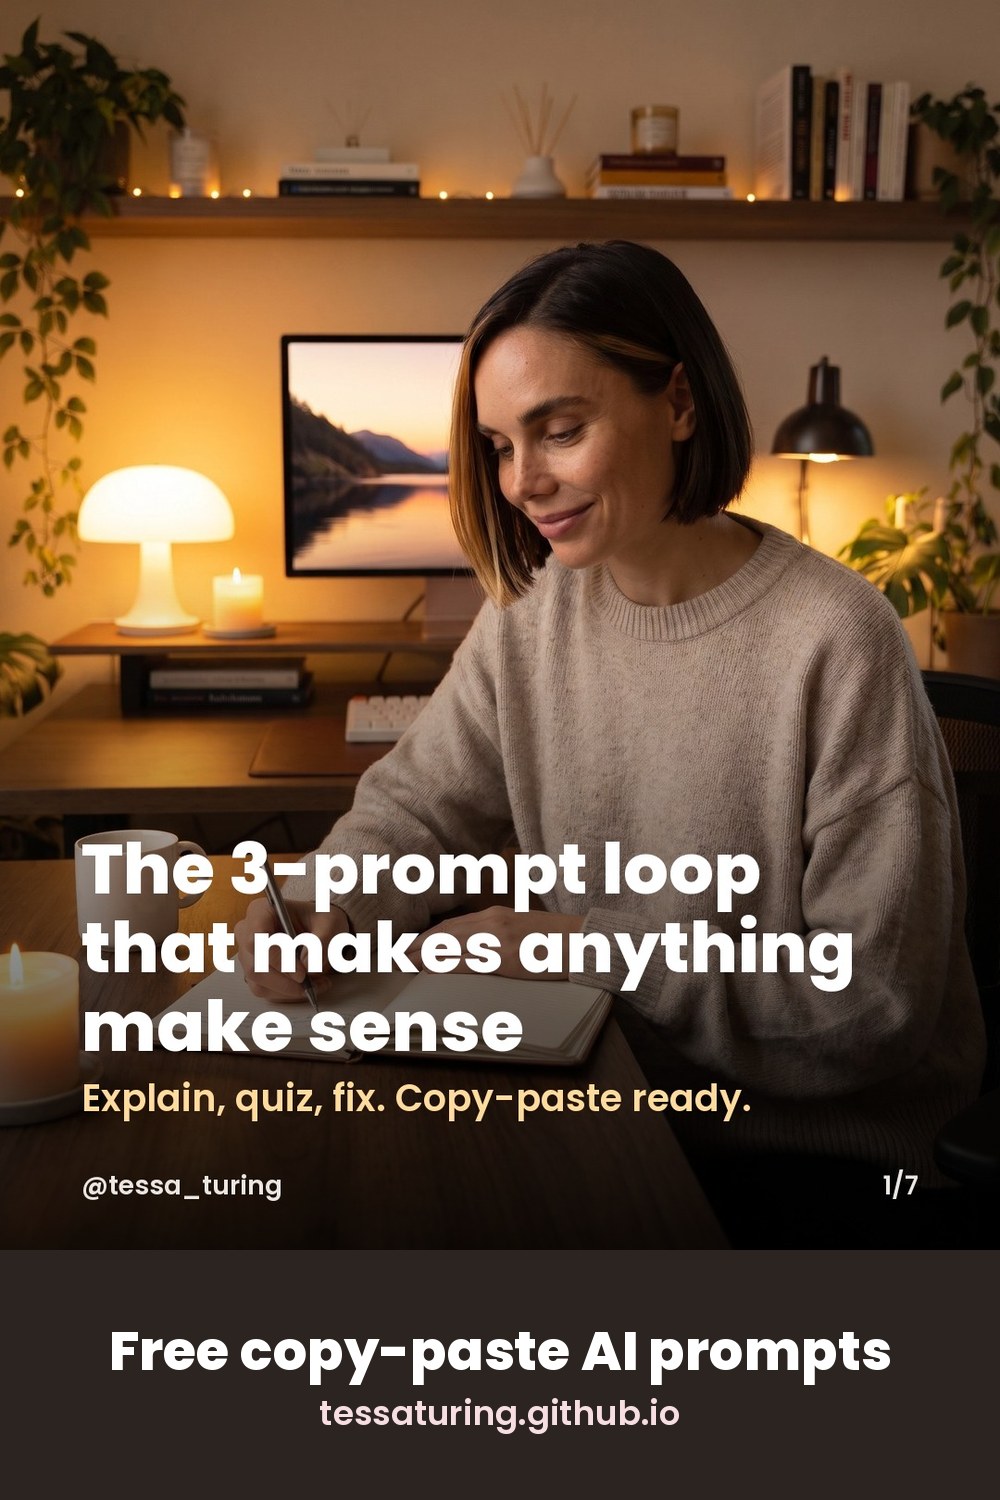 The 3-prompt loop
that makes anything
make sense
Explain, quiz, fix. Copy-paste ready.
@tessa_turing
1/7
Free copy-paste AI prompts
tessaturing.github.io